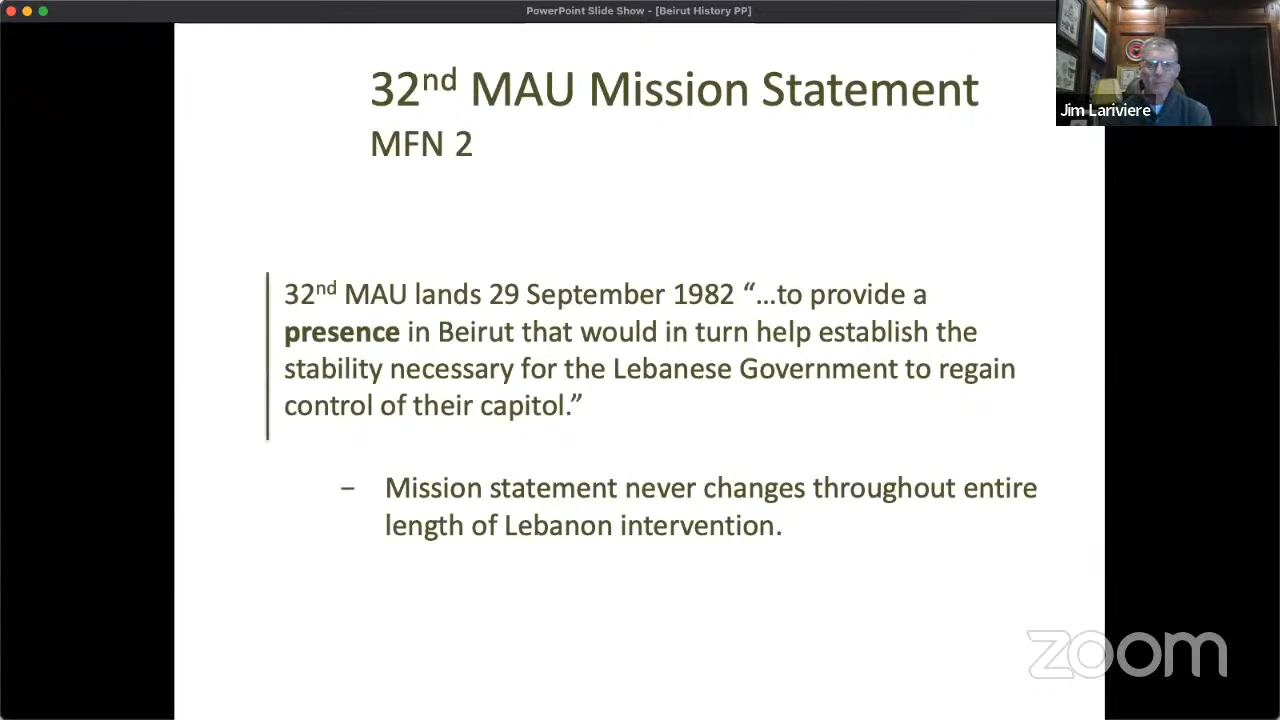 PowerPoint Slide Show - [Beirut History PP]
32nd MAU Mission Statement
MFN 2
Jim Lariviere
32nd MAU lands 29 September 1982 “…to provide a
presence in Beirut that would in turn help establish the
stability necessary for the Lebanese Government to regain
control of their capitol.”
– Mission statement never changes throughout entire
length of Lebanon intervention.
zoom